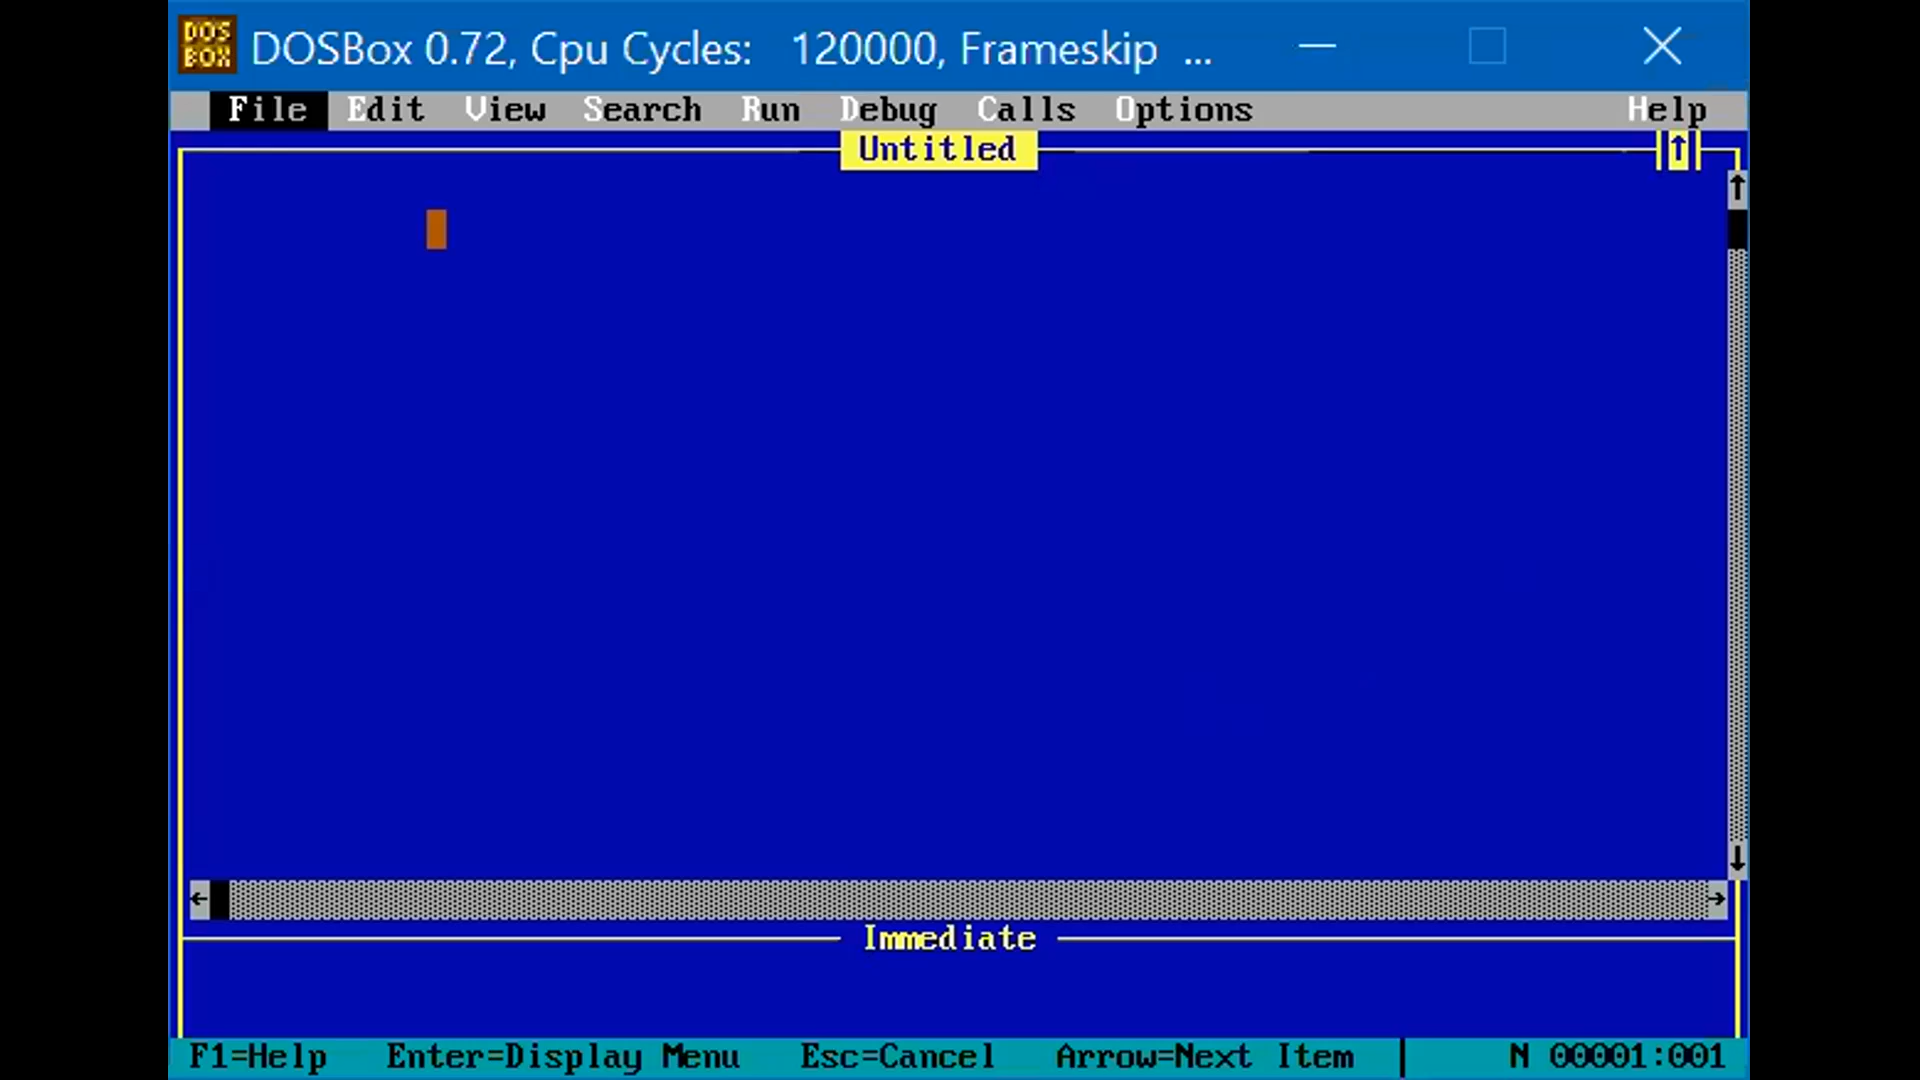 DOS
BOX
DOSBox 0.72, Cpu Cycles: 120000, Frameskip ...
File Edit View Search Run Debug Calls Options Help
Untitled
Immediate
F1=Help Enter=Display Menu Esc=Cancel Arrow=Next Item N 00001:001